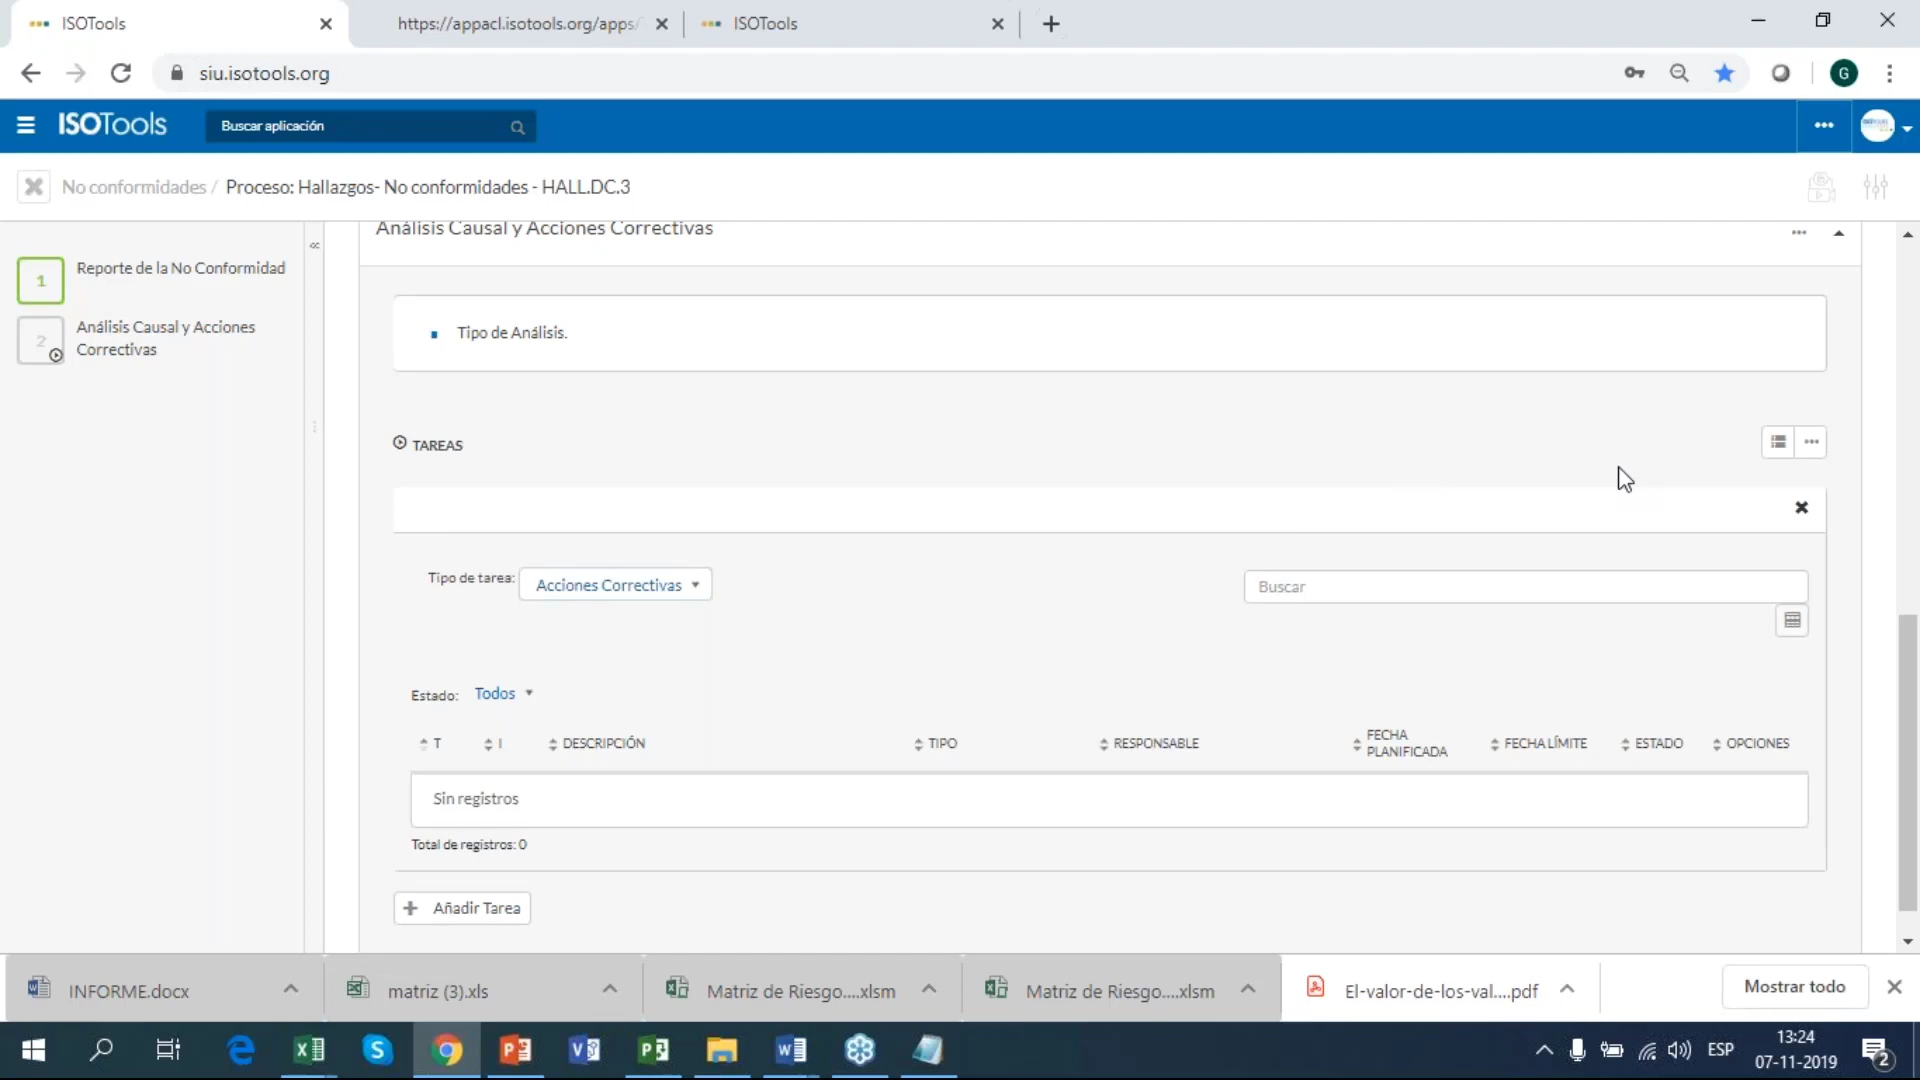 ISOTools
https://appacl.isotools.org/apps/
ISOTools
siu.isotools.org
G
ISOTools
Buscar aplicación
No conformidades / Proceso: Hallazgos- No conformidades - HALL.DC.3
Análisis Causal y Acciones Correctivas
1 Reporte de la No Conformidad
2 Análisis Causal y Acciones
Correctivas
Tipo de Análisis.
TAREAS
Tipo de tarea: Acciones Correctivas
Buscar
Estado: Todos
T I DESCRIPCIÓN TIPO RESPONSABLE FECHA PLANIFICADA FECHA LÍMITE ESTADO OPCIONES
Sin registros
Total de registros: 0
+ Añadir Tarea
INFORME.docx
matriz (3).xls
Matriz de Riesgo....xlsm
Matriz de Riesgo....xlsm
El-valor-de-los-val....pdf
Mostrar todo
ESP
13:24
07-11-2019
2